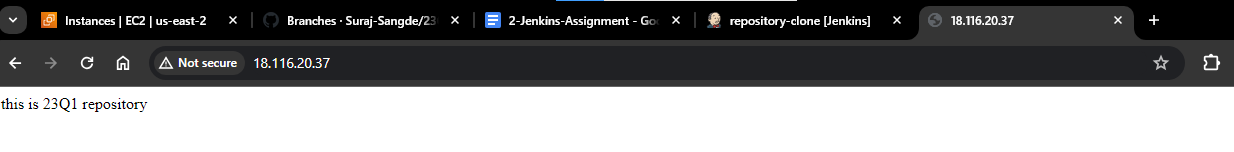 Instances | EC2 | us-east-2
Branches · Suraj-Sangde/23
2-Jenkins-Assignment - Goo
repository-clone [Jenkins]
18.116.20.37
Not secure
18.116.20.37
this is 23Q1 repository